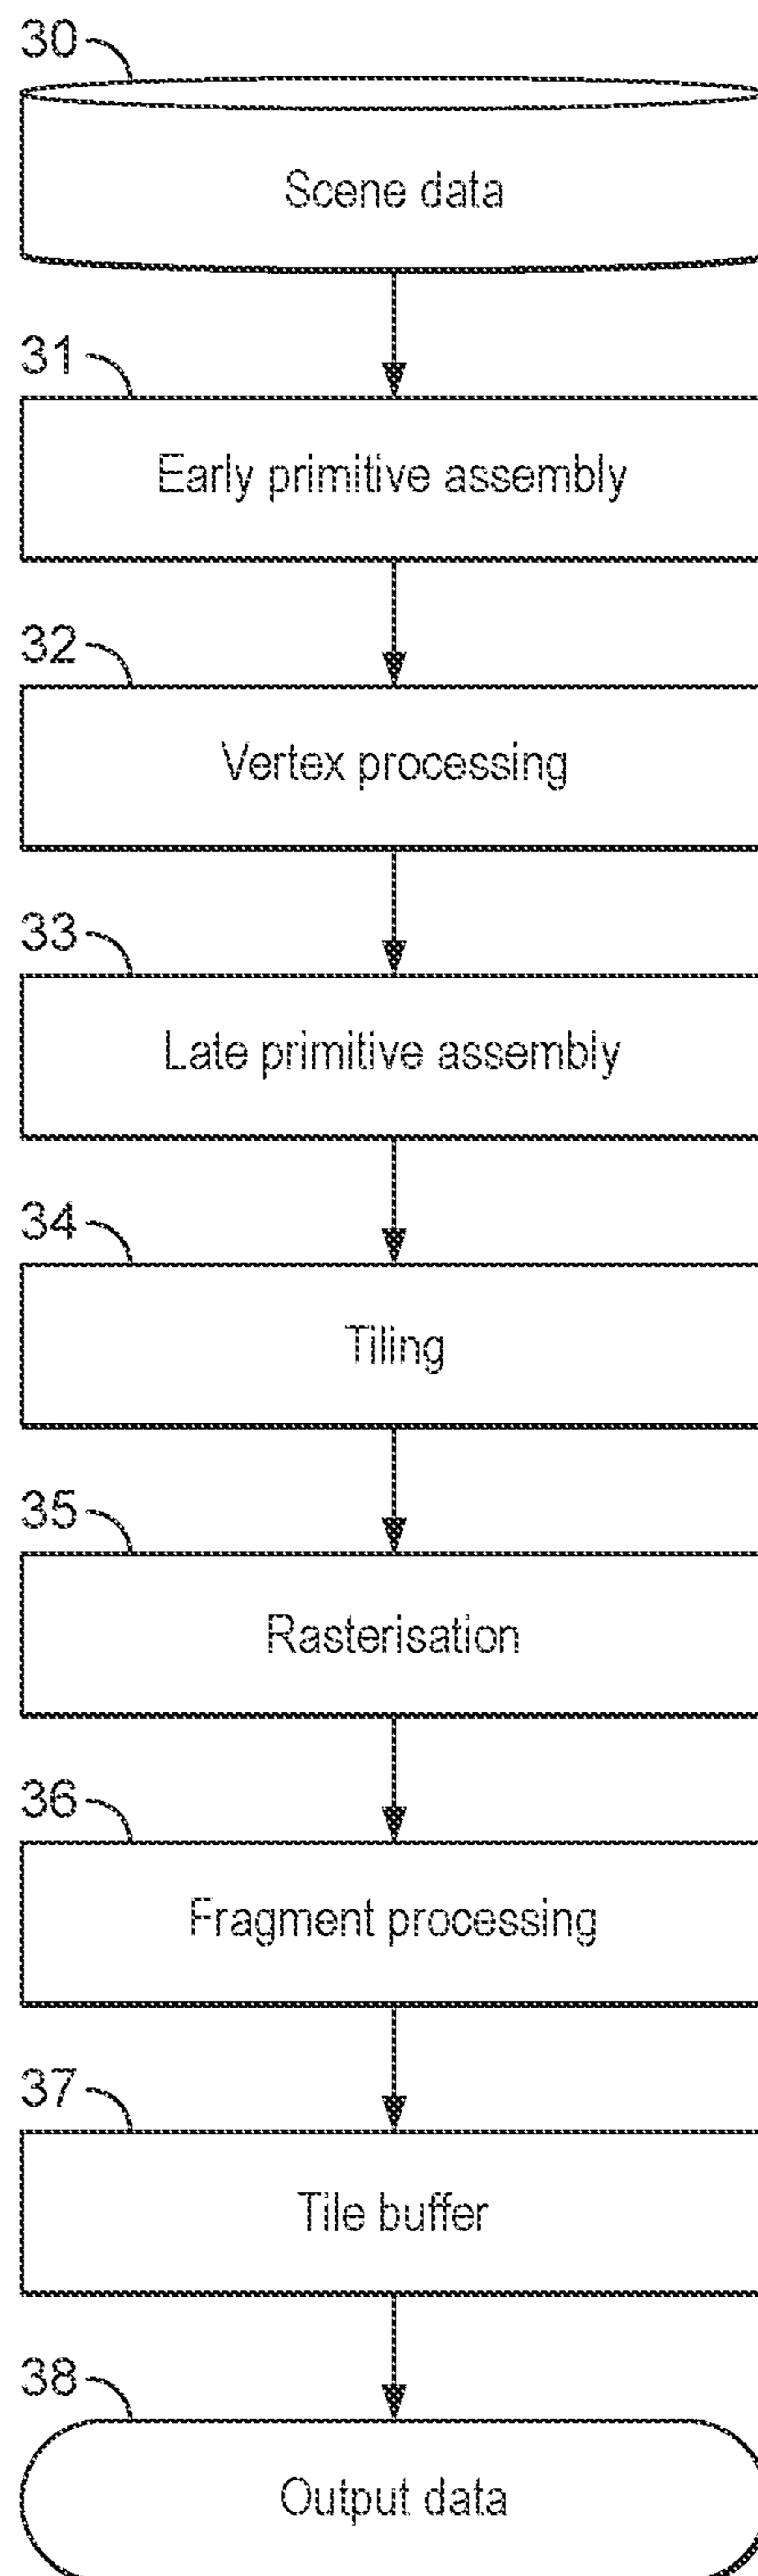 30
Scene data
31
Early primitive assembly
32
Vertex processing
33
Late primitive assembly
34
Tiling
35
Rasterisation
36
Fragment processing
37
Tile buffer
38
Output data